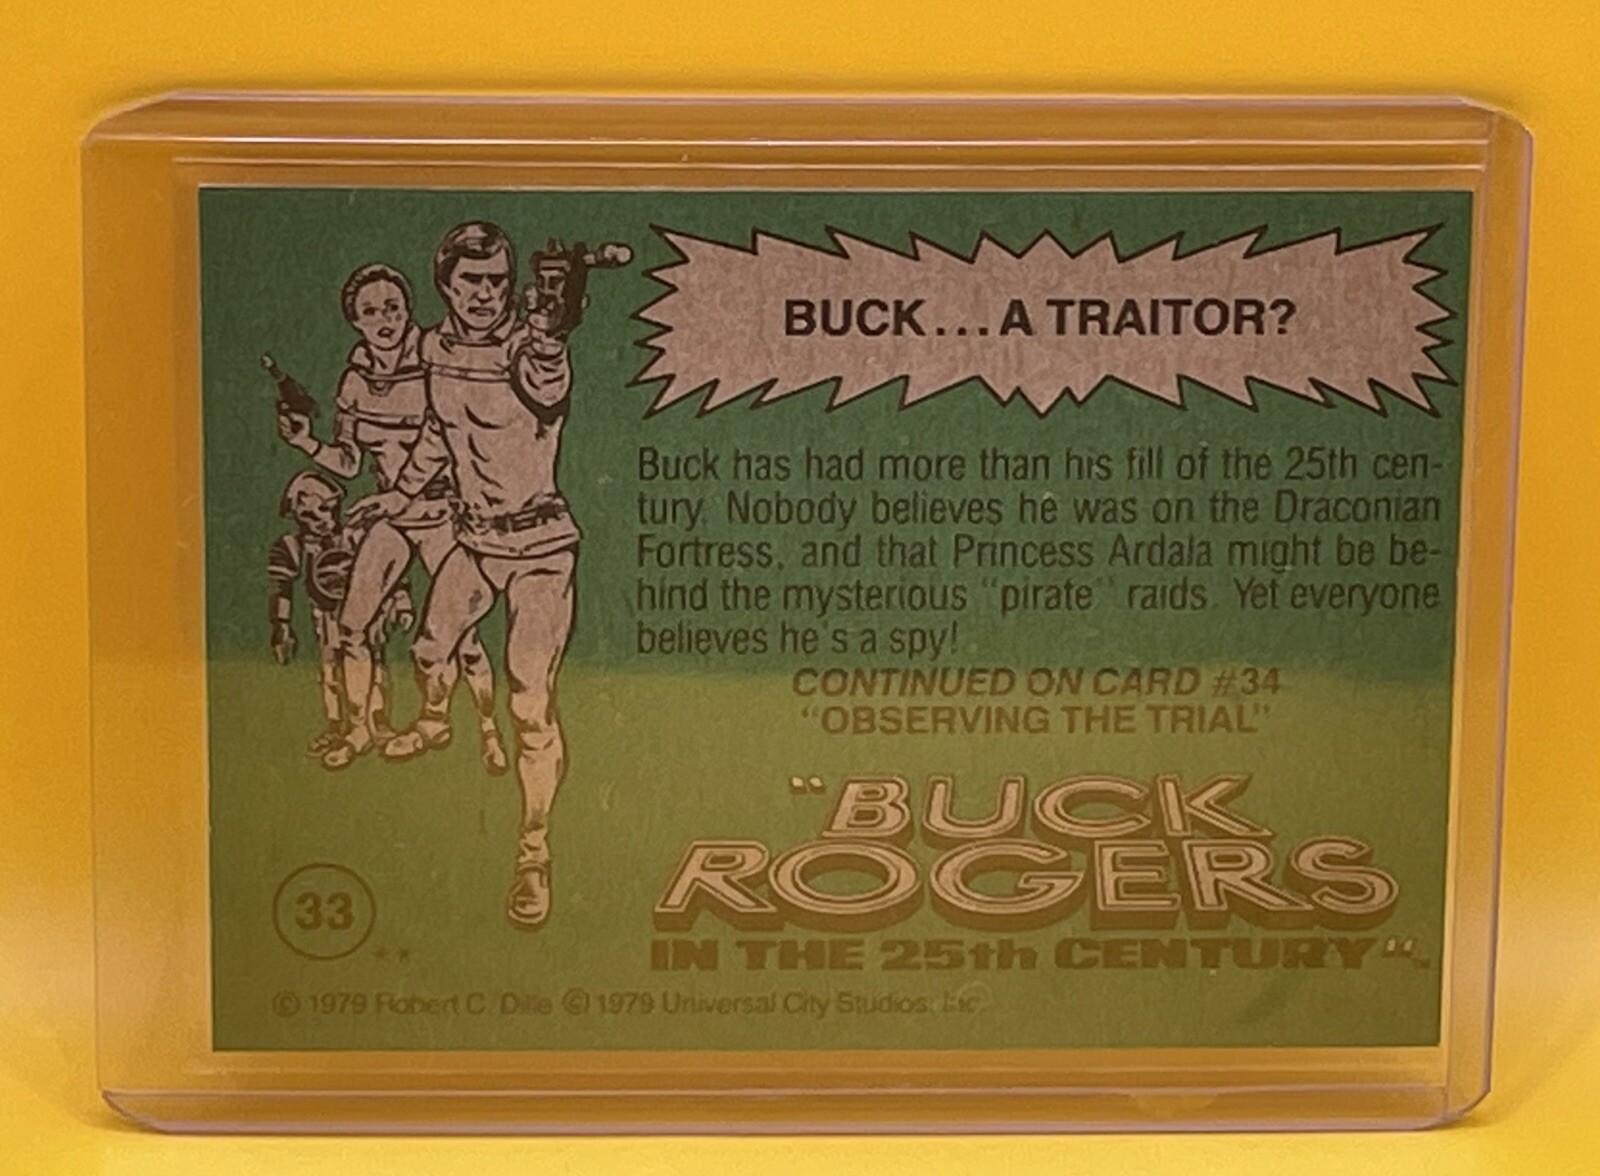 BUCK...A TRAITOR?
Buck has had more than his fill of the 25th cen-
tury. Nobody believes he was on the Draconian
Fortress, and that Princess Ardala might be be-
hind the mysterious "pirate" raids. Yet everyone
believes he's a spy!
CONTINUED ON CARD #34
"OBSERVING THE TRIAL"
"BUCK
ROGERS
IN THE 25th CENTURY"™
33
**
© 1979 Robert C. Dille © 1979 Universal City Studios, Inc.